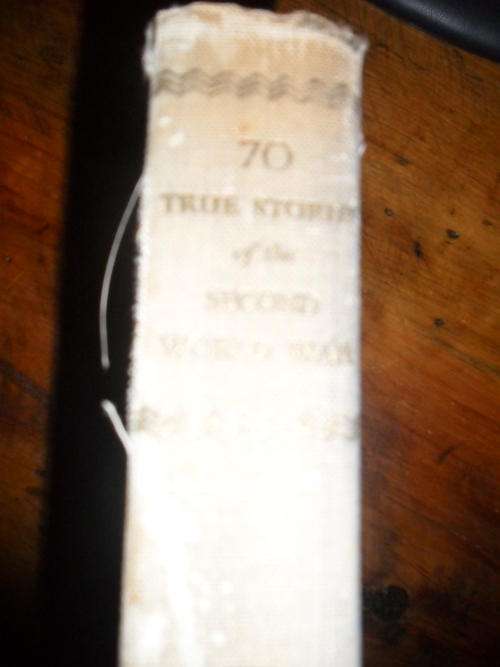 70
TRUE STORIES
of the
SECOND
WORLD WAR